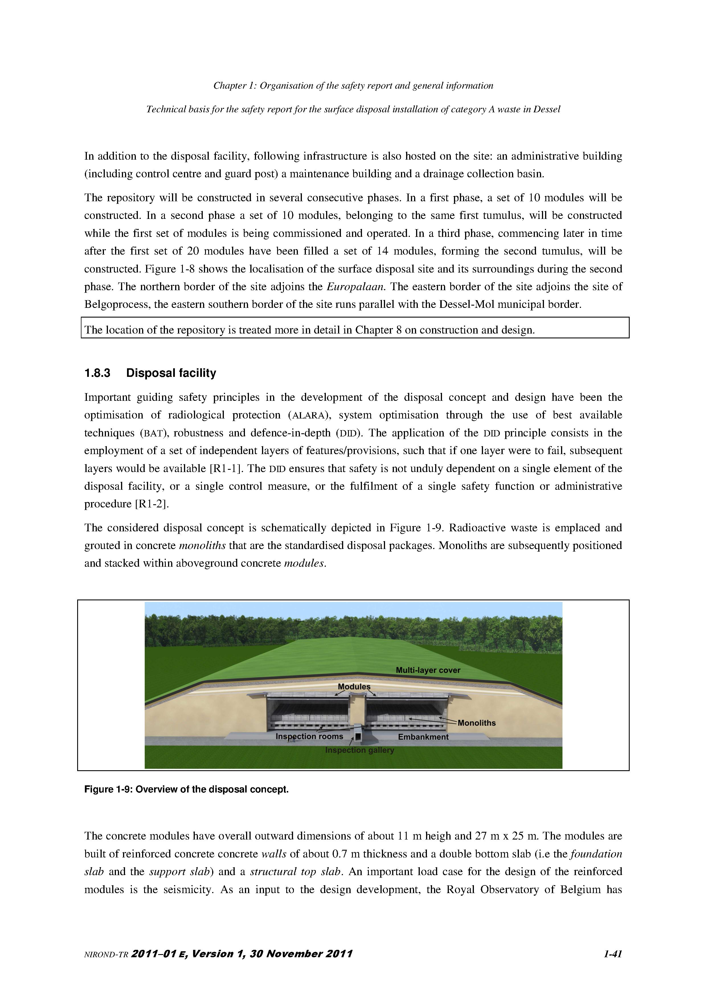 Chapter 1: Organisation of the safety report and general information
Technical basis for the safety report for the surface disposal installation of category A waste in Dessel
In addition to the disposal facility, following infrastructure is also hosted on the site: an administrative building
(including control centre and guard post) a maintenance building and a drainage collection basin.
The repository will be constructed in several consecutive phases. In a first phase, a set of 10 modules will be
constructed. In a second phase a set of 10 modules, belonging to the same first tumulus, will be constructed
while the first set of modules is being commissioned and operated. In a third phase, commencing later in time
after the first set of 20 modules have been filled a set of 14 modules, forming the second tumulus, will be
constructed. Figure 1-8 shows the localisation of the surface disposal site and its surroundings during the second
phase. The northern border of the site adjoins the Europalaan. The eastern border of the site adjoins the site of
Belgoprocess, the eastern southern border of the site runs parallel with the Dessel-Mol municipal border.
The location of the repository is treated more in detail in Chapter 8 on construction and design.
1.8.3 Disposal facility
Important guiding safety principles in the development of the disposal concept and design have been the
optimisation of radiological protection (ALARA), system optimisation through the use of best available
techniques (BAT), robustness and defence-in-depth (DID). The application of the DID principle consists in the
employment of a set of independent layers of features/provisions, such that if one layer were to fail, subsequent
layers would be available [R1-1]. The DID ensures that safety is not unduly dependent on a single element of the
disposal facility, or a single control measure, or the fulfilment of a single safety function or administrative
procedure [R1-2].
The considered disposal concept is schematically depicted in Figure 1-9. Radioactive waste is emplaced and
grouted in concrete monoliths that are the standardised disposal packages. Monoliths are subsequently positioned
and stacked within aboveground concrete modules.
Multi-layer cover
Modules
Monoliths
Inspection rooms
Embankment
Inspection gallery
Figure 1-9: Overview of the disposal concept.
The concrete modules have overall outward dimensions of about 11 m heigh and 27 m x 25 m. The modules are
built of reinforced concrete concrete walls of about 0.7 m thickness and a double bottom slab (i.e the foundation
slab and the support slab) and a structural top slab. An important load case for the design of the reinforced
modules is the seismicity. As an input to the design development, the Royal Observatory of Belgium has
NIROND-TR 2011–01 E, Version 1, 30 November 2011 1-41